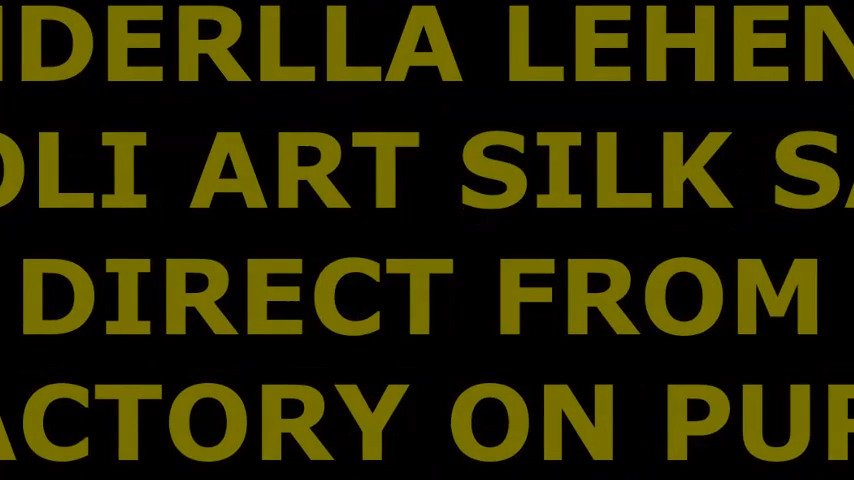 NDERLLA LEHEN
OLI ART SILK SA
DIRECT FROM
ACTORY ON PUR